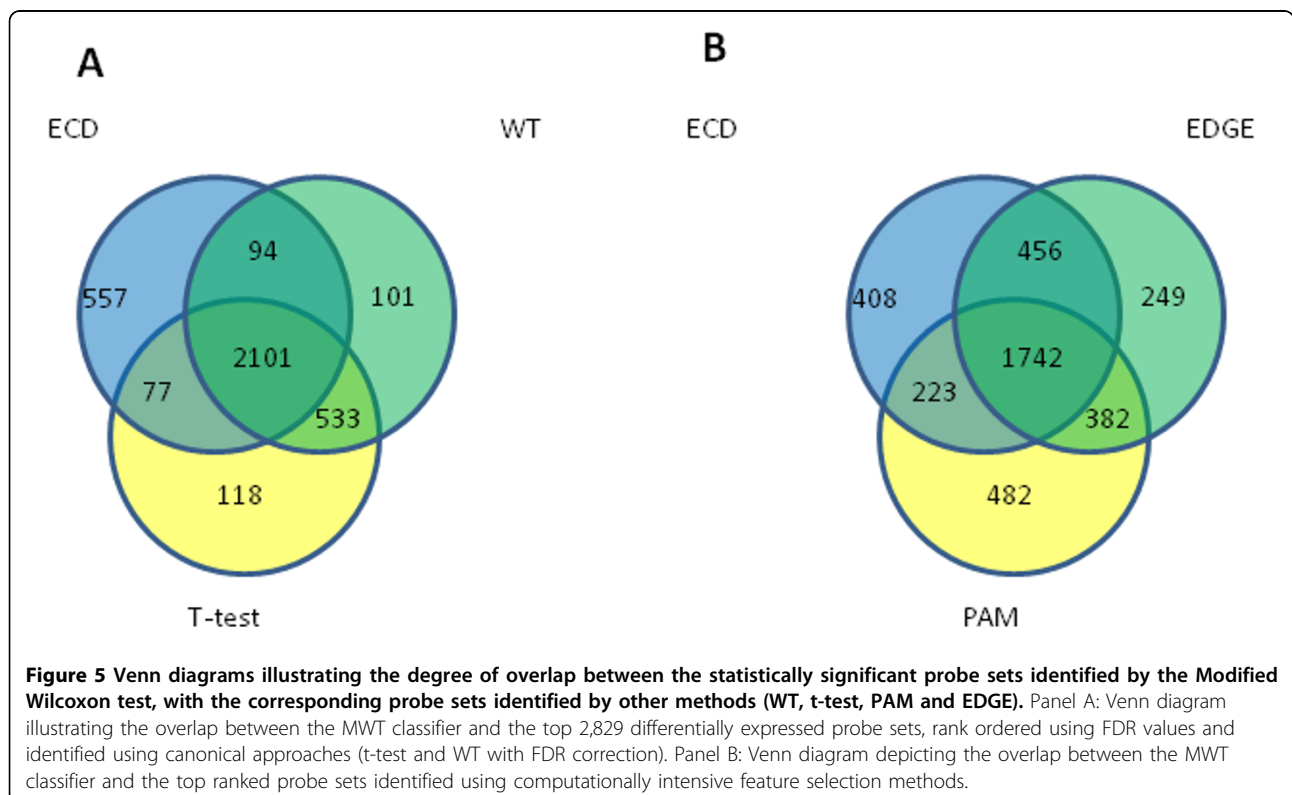 A
B
ECD
WT
ECD
EDGE
94
557
101
2101
77
533
118
456
408
249
1742
223
382
482
T-test
PAM
Figure 5 Venn diagrams illustrating the degree of overlap between the statistically significant probe sets identified by the Modified
Wilcoxon test, with the corresponding probe sets identified by other methods (WT, t-test, PAM and EDGE). Panel A: Venn diagram
illustrating the overlap between the MWT classifier and the top 2,829 differentially expressed probe sets, rank ordered using FDR values and
identified using canonical approaches (t-test and WT with FDR correction). Panel B: Venn diagram depicting the overlap between the MWT
classifier and the top ranked probe sets identified using computationally intensive feature selection methods.